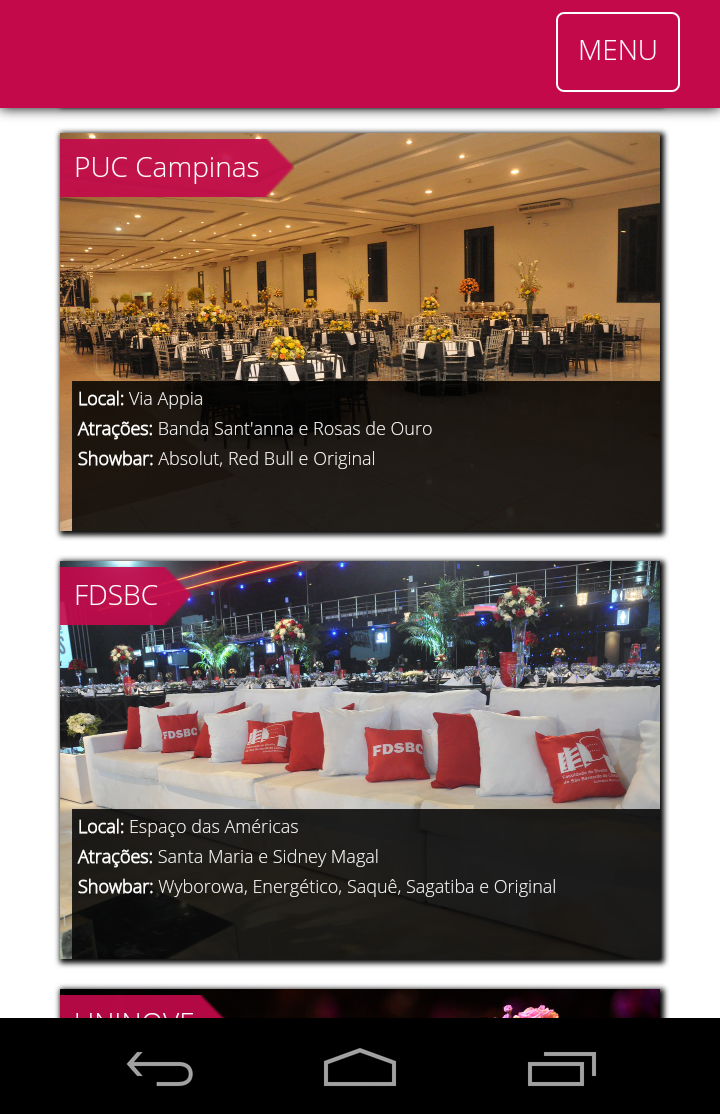 MENU
PUC Campinas
Local: Via Appia
Atrações: Banda Sant'anna e Rosas de Ouro
Showbar: Absolut, Red Bull e Original
FDSBC
FDSBC
FDSBC
Local: Espaço das Américas
Atrações: Santa Maria e Sidney Magal
Showbar: Wyborowa, Energético, Saquê, Sagatiba e Original
UNINOVE